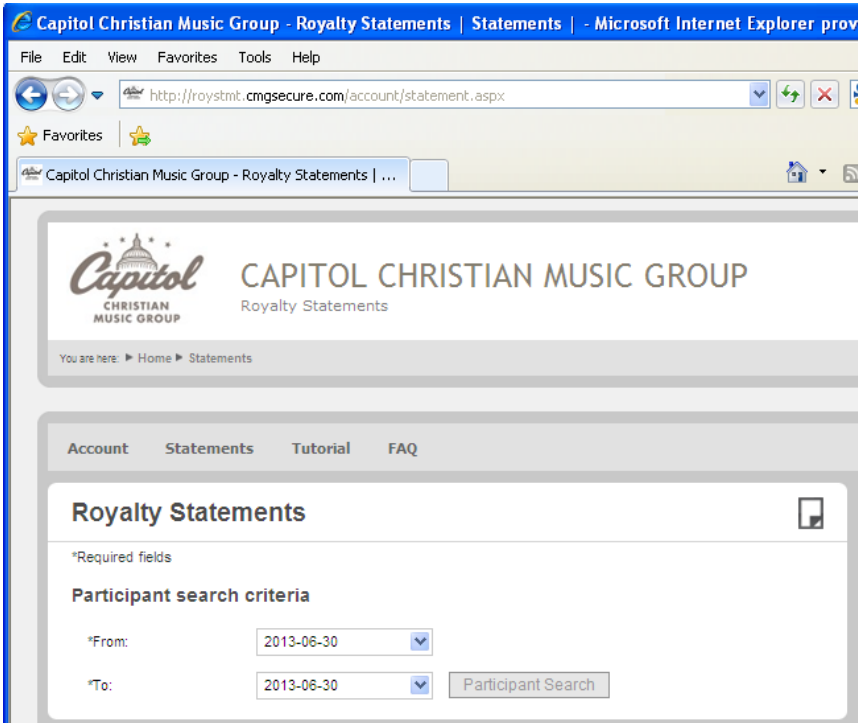 Capitol Christian Music Group - Royalty Statements | Statements | - Microsoft Internet Explorer prov
File Edit View Favorites Tools Help
http://roystmt.cmgsecure.com/account/statement.aspx
Favorites
Capitol Christian Music Group - Royalty Statements | ...
Capitol
CHRISTIAN
MUSIC GROUP
CAPITOL CHRISTIAN MUSIC GROUP
Royalty Statements
You are here: Home Statements
Account Statements Tutorial FAQ
Royalty Statements
*Required fields
Participant search criteria
*From: 2013-06-30
*To: 2013-06-30 Participant Search